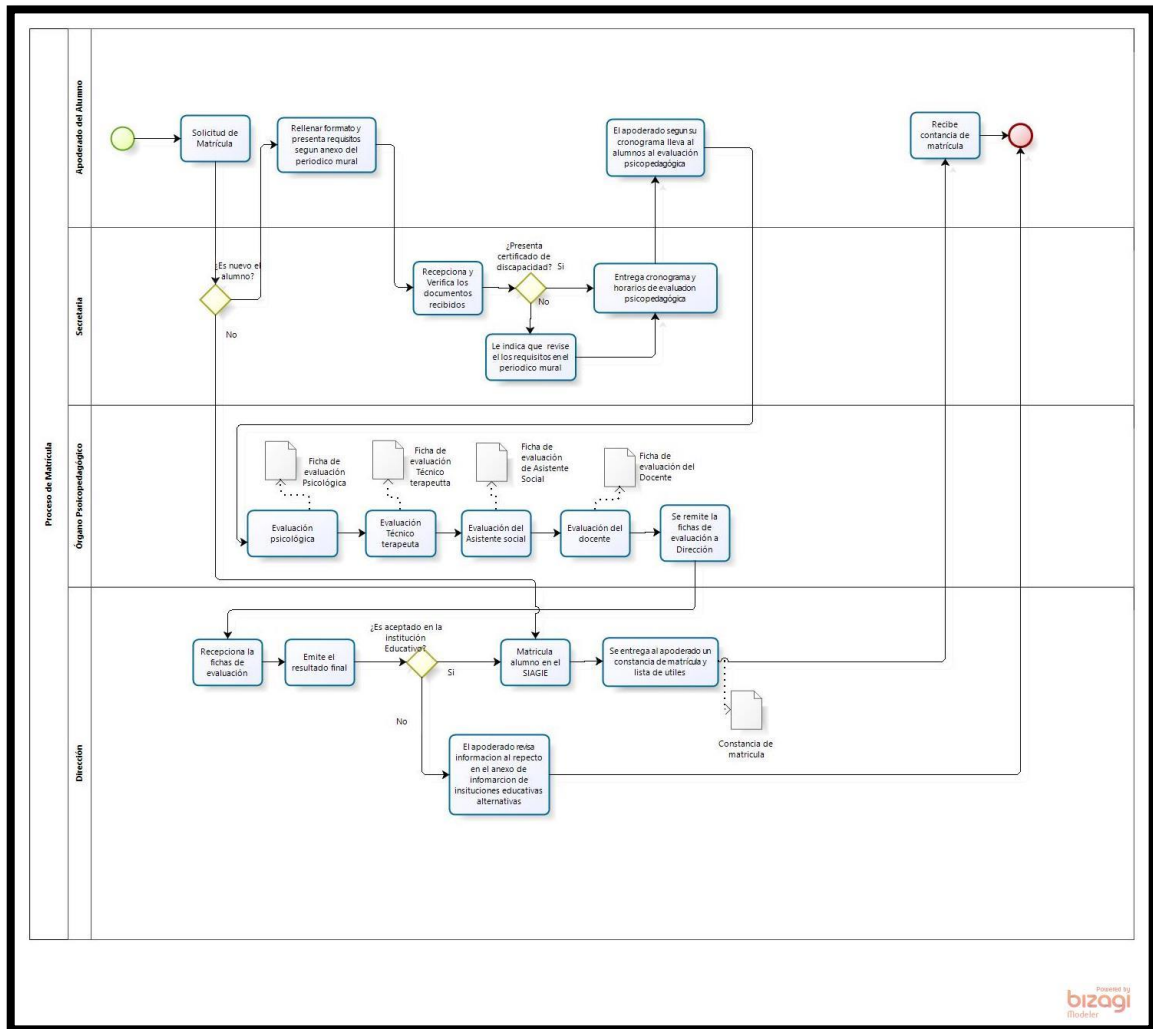 Proceso de Matrícula
Apoderado del Alumno
Solicitud de
Matrícula
Rellenar formato y
presenta requisitos
segun anexo del
periodico mural
El apoderado segun su
cronograma lleva al
alumnos al evaluación
psicopedagógica
Recibe
contancia de
matrícula
Secretaria
¿Es nuevo el
alumno?
No
Recepciona y
Verifica los
documentos
recibidos
¿Presenta
certificado de
discapacidad?
Si
No
Entrega cronograma y
horarios de evaluacion
psicopedagógica
Le indica que revise
el los requisitos en el
periodico mural
Órgano Psoicopedagógico
Ficha de
evaluación
Psicológica
Ficha de
evaluación
Técnico
terapeutta
Ficha de
evaluación
de Asistente
Social
Ficha de
evaluación del
Docente
Evaluación
psicológica
Evaluación
Técnico
terapeuta
Evaluación del
Asistente social
Evaluación del
docente
Se remite la
fichas de
evaluación a
Dirección
Dirección
Recepciona la
fichas de
evaluación
Emite el
resultado final
¿Es aceptado en la
institución
Educativo?
Si
No
Matricula
alumno en el
SIAGIE
Se entrega al apoderado un
constancia de matrícula y
lista de utiles
Constancia de
matricula
El apoderado revisa
informacion al repecto
en el anexo de
infomarcion de
insituciones educativas
alternativas
Powered by
bizagi
Modeler